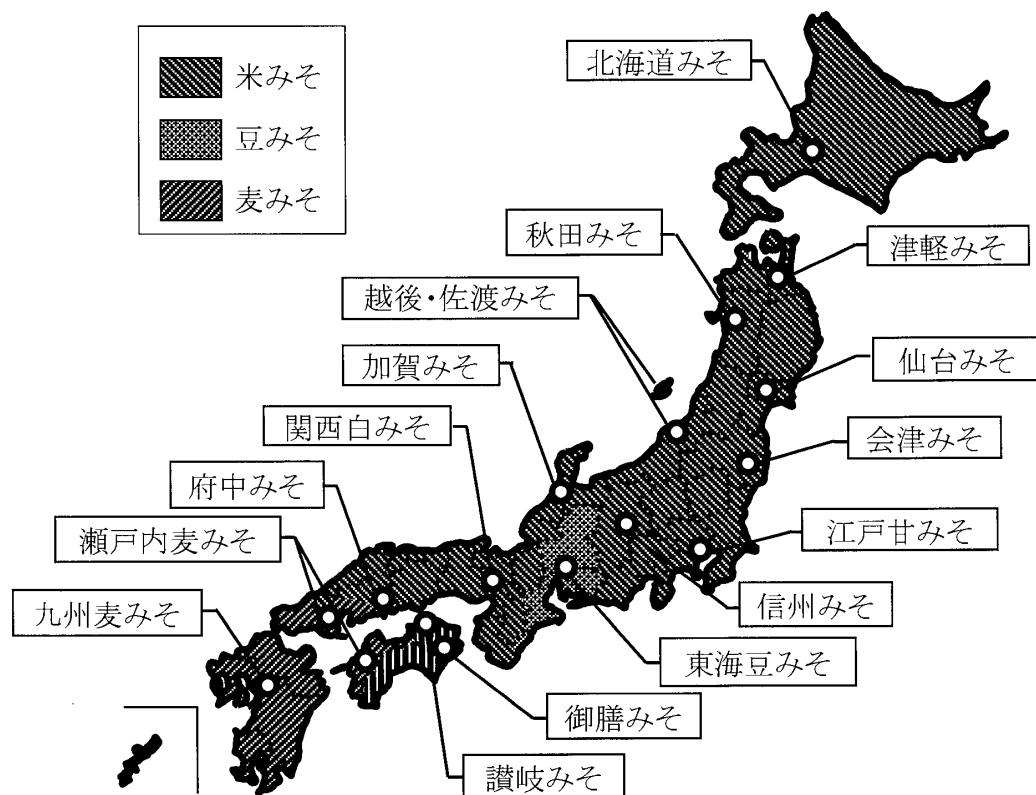 米みそ
豆みそ
麦みそ
北海道みそ
秋田みそ
津軽みそ
越後・佐渡みそ
仙台みそ
加賀みそ
関西白みそ
会津みそ
府中みそ
瀬戸内麦みそ
江戸甘みそ
九州麦みそ
信州みそ
東海豆みそ
御膳みそ
讃岐みそ